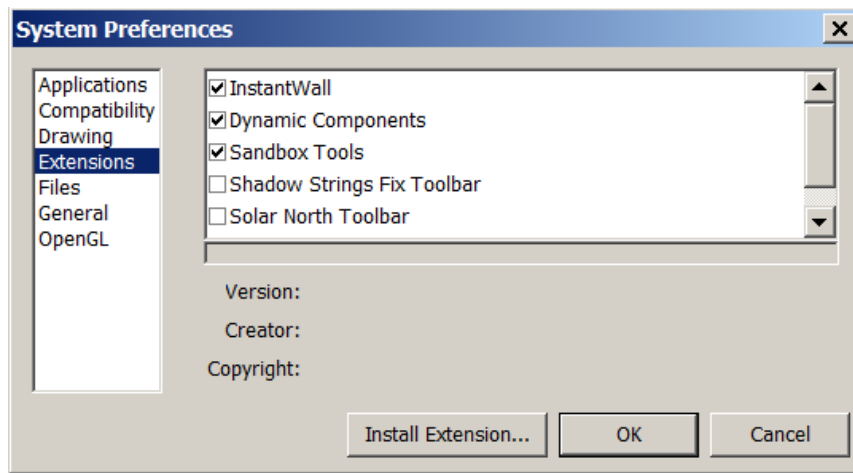 System Preferences
Applications
Compatibility
Drawing
Extensions
Files
General
OpenGL
InstantWall
Dynamic Components
Sandbox Tools
Shadow Strings Fix Toolbar
Solar North Toolbar
Version:
Creator:
Copyright:
Install Extension...
OK
Cancel